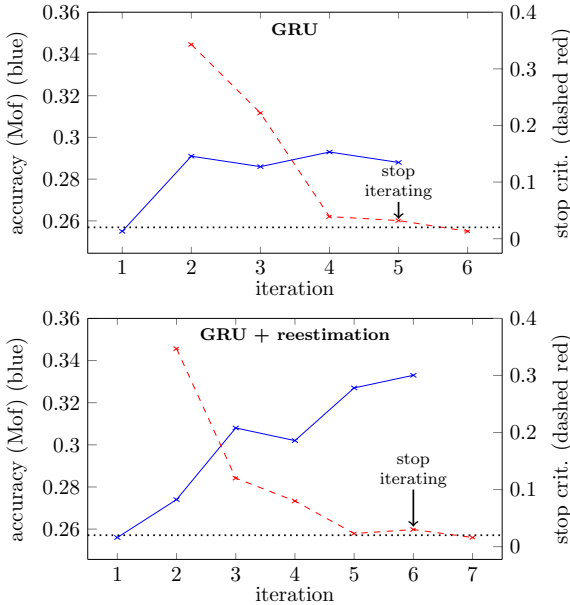 GRU
0.36
0.34
0.32
0.3
0.28
0.26
accuracy (Mof) (blue)
0.4
0.3
0.2
0.1
0
stop crit. (dashed red)
stop
iterating
1 2 3 4 5 6
iteration
GRU + reestimation
0.36
0.34
0.32
0.3
0.28
0.26
accuracy (Mof) (blue)
0.4
0.3
0.2
0.1
0
stop crit. (dashed red)
stop
iterating
1 2 3 4 5 6 7
iteration